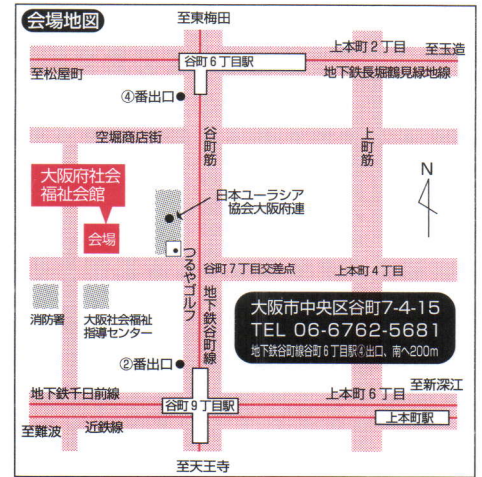 会場地図
至東梅田
上本町2丁目
至玉造
谷町6丁目駅
至松屋町
地下鉄長堀鶴見緑地線
④番出口
空堀商店街
谷町筋
上町筋
大阪府社会
福祉会館
会場
日本ユーラシア
協会大阪府連
N
つるやゴルフ
谷町7丁目交差点
上本町4丁目
地下鉄谷町線
消防署
大阪社会福祉
指導センター
大阪市中央区谷町7-4-15
TEL 06-6762-5681
地下鉄谷町線谷町6丁目駅④出口、南へ200m
②番出口
至新深江
地下鉄千日前線
上本町6丁目
谷町9丁目駅
上本町駅
至難波
近鉄線
至天王寺